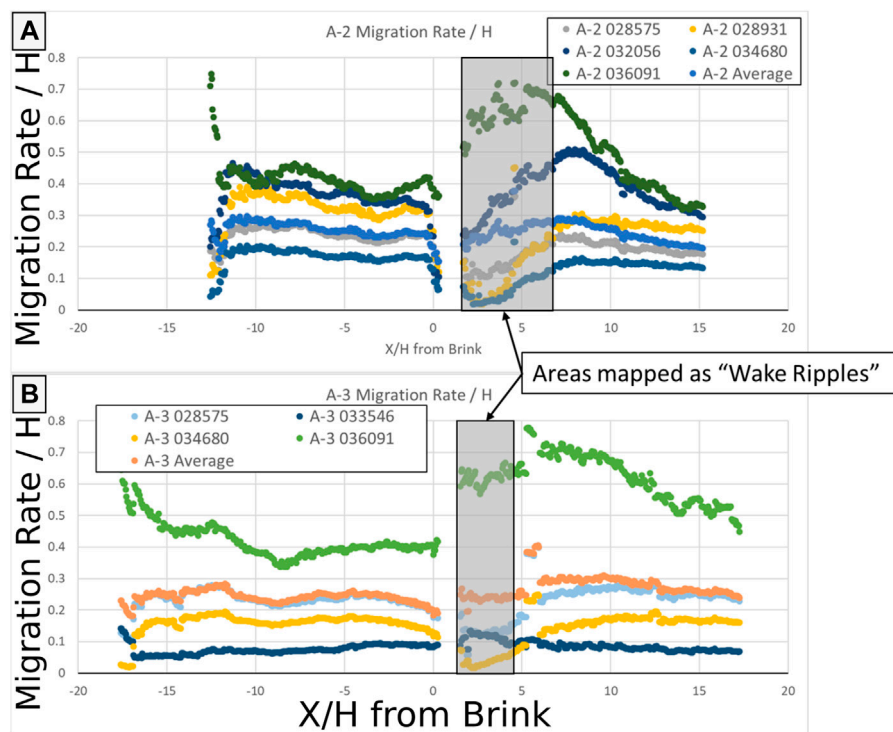 A
A-2 Migration Rate / H
Migration Rate / H
A-2 028575
A-2 028931
A-2 032056
A-2 034680
A-2 036091
A-2 Average
0.8
0.7
0.6
0.5
0.4
0.3
0.2
0.1
0
-20
-15
-10
-5
0
5
10
15
20
X/H from Brink
Areas mapped as “Wake Ripples”
B
A-3 Migration Rate / H
Migration Rate / H
A-3 028575
A-3 033546
A-3 034680
A-3 036091
A-3 Average
0.8
0.7
0.6
0.5
0.4
0.3
0.2
0.1
0
-20
-15
-10
-5
0
5
10
15
20
X/H from Brink